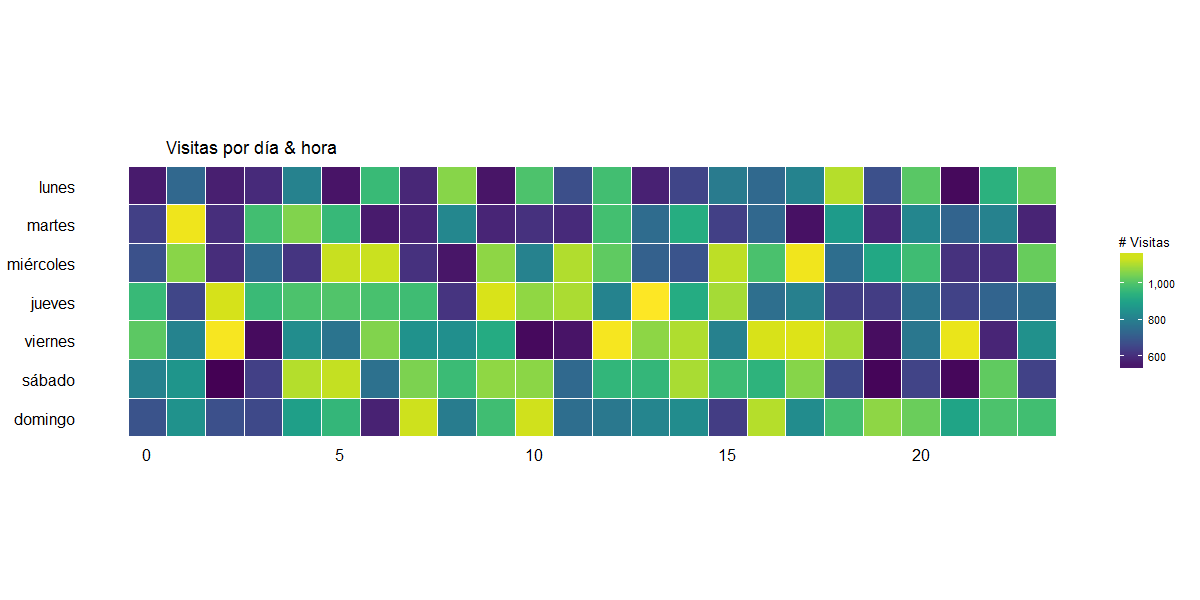 Visitas por día & hora
lunes
martes
miércoles
jueves
viernes
sábado
domingo
0 5 10 15 20
# Visitas
1,000
800
600